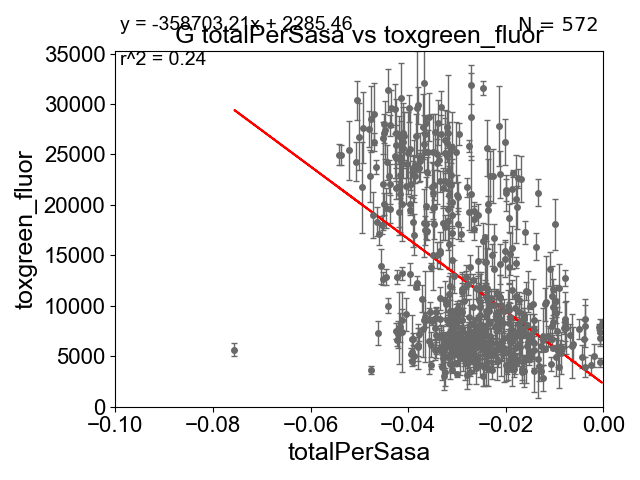 y = -358703.21x + 2285.46
N = 572
G totalPerSasa vs toxgreen_fluor
r^2 = 0.24
toxgreen_fluor
35000
30000
25000
20000
15000
10000
5000
0
−0.10 −0.08 −0.06 −0.04 −0.02 0.00
totalPerSasa